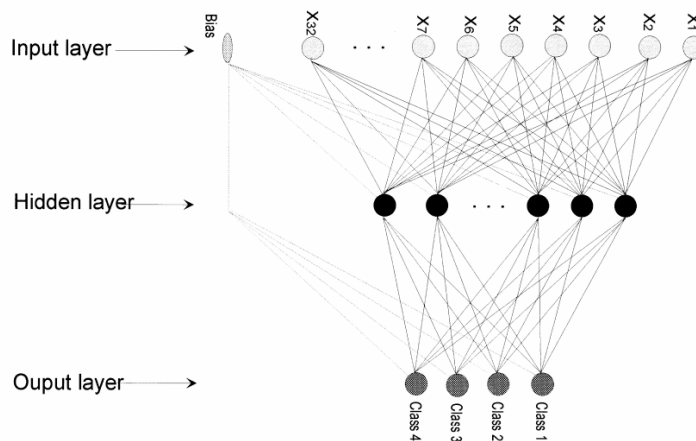 Bias
X32
. . .
X7
X6
X5
X4
X3
X2
X1
Input layer
Hidden layer
. . .
Ouput layer
Class 4
Class 3
Class 2
Class 1